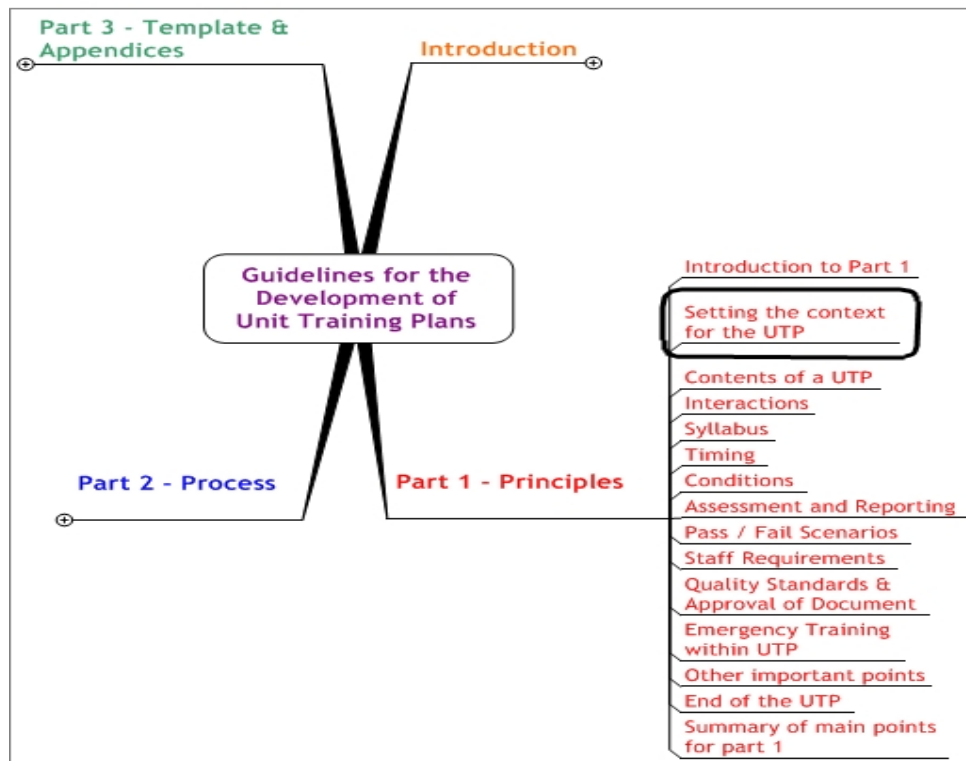 Part 3 - Template &
Appendices
Introduction
Guidelines for the
Development of
Unit Training Plans
Part 2 - Process
Part 1 - Principles
Introduction to Part 1
Setting the context
for the UTP
Contents of a UTP
Interactions
Syllabus
Timing
Conditions
Assessment and Reporting
Pass / Fail Scenarios
Staff Requirements
Quality Standards &
Approval of Document
Emergency Training
within UTP
Other important points
End of the UTP
Summary of main points
for part 1